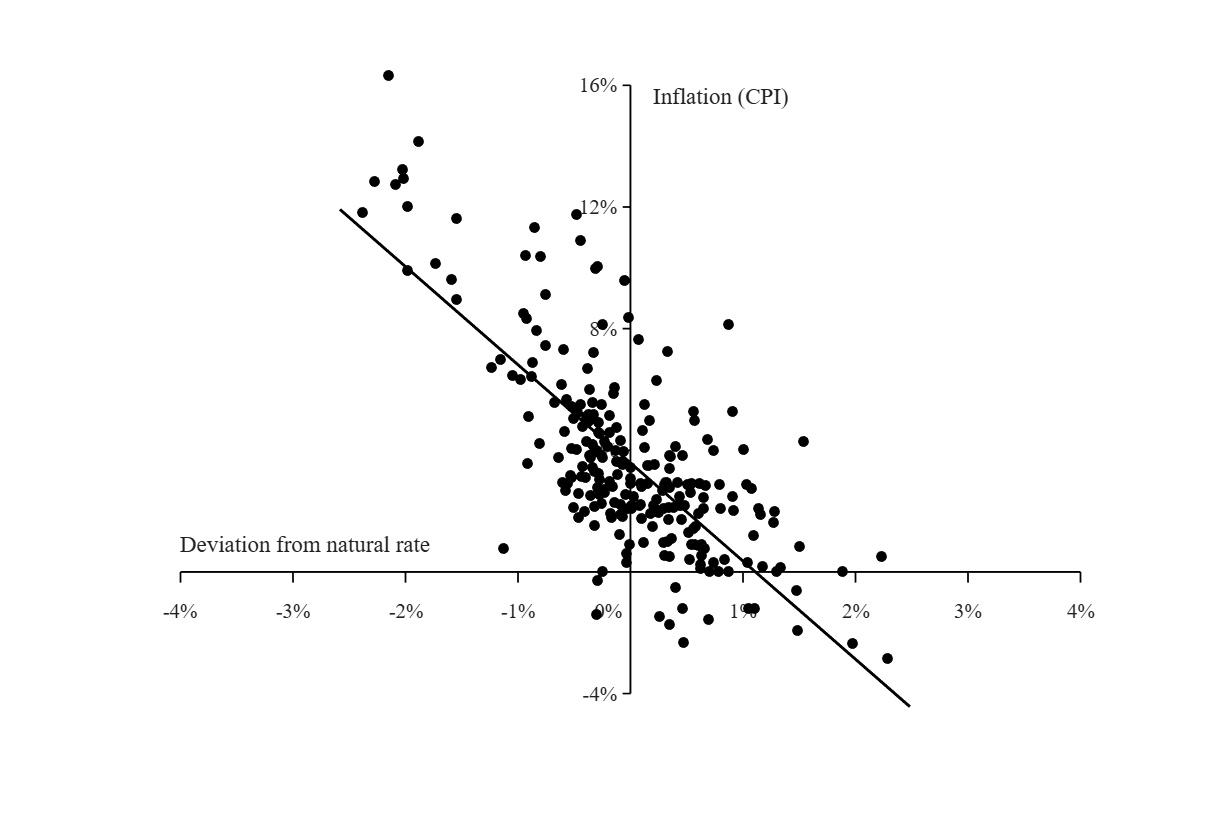 16%
Inflation (CPI)
12%
8%
Deviation from natural rate
-4% -3% -2% -1% 0% 1% 2% 3% 4%
-4%